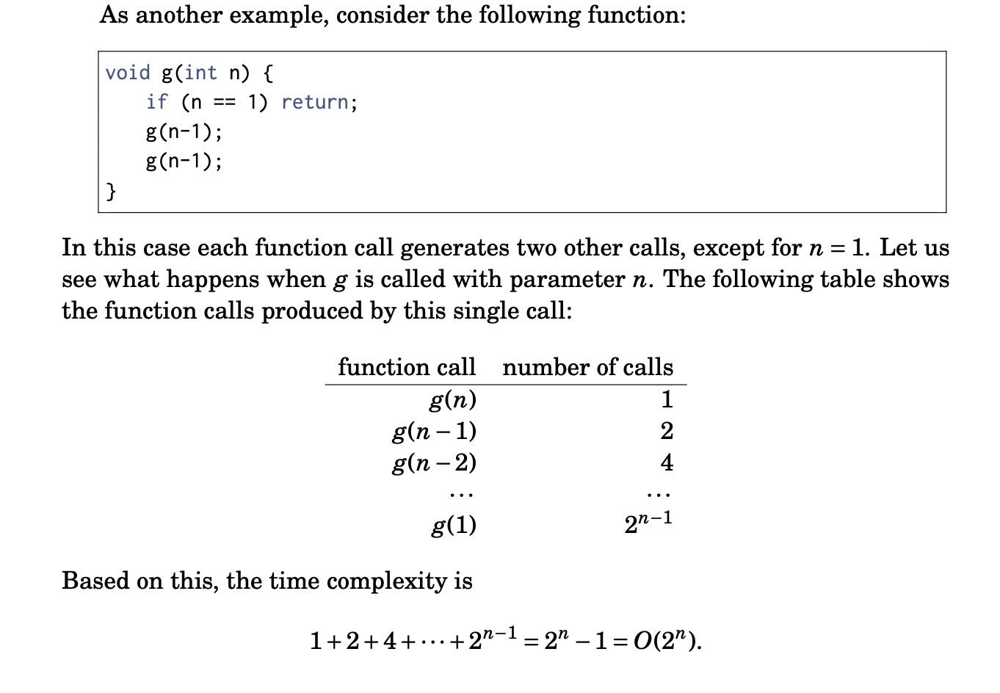 As another example, consider the following function:
void g(int n) {
    if (n == 1) return;
    g(n-1);
    g(n-1);
}
In this case each function call generates two other calls, except for n = 1. Let us
see what happens when g is called with parameter n. The following table shows
the function calls produced by this single call:
function call number of calls
g(n) 1
g(n − 1) 2
g(n − 2) 4
... ...
g(1) 2^{n−1}
Based on this, the time complexity is
1 + 2 + 4 + ⋯ + 2^{n−1} = 2^n − 1 = O(2^n).